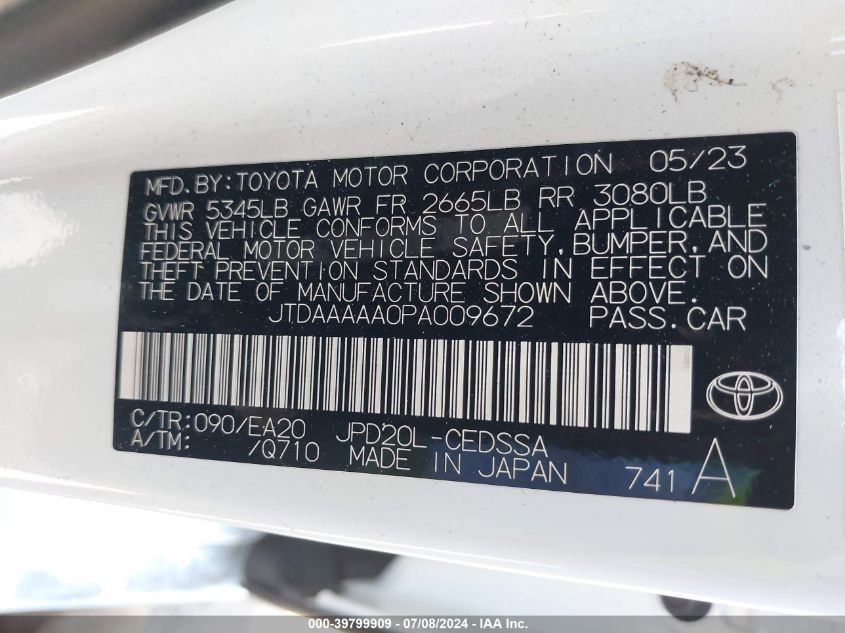 MFD. BY: TOYOTA MOTOR CORPORATION 05/23
GVWR 5345LB GAWR FR 2665LB RR 3080LB
THIS VEHICLE CONFORMS TO ALL APPLICABLE
FEDERAL MOTOR VEHICLE SAFETY, BUMPER, AND
THEFT PREVENTION STANDARDS IN EFFECT ON
THE DATE OF MANUFACTURE SHOWN ABOVE.
JTDAAAAA0PA009672 PASS. CAR
C/TR: 090/EA20 JPD20L-CEDSSA
A/TM: /Q710 MADE IN JAPAN 741 A
000-39799909 - 07/08/2024 - IAA Inc.